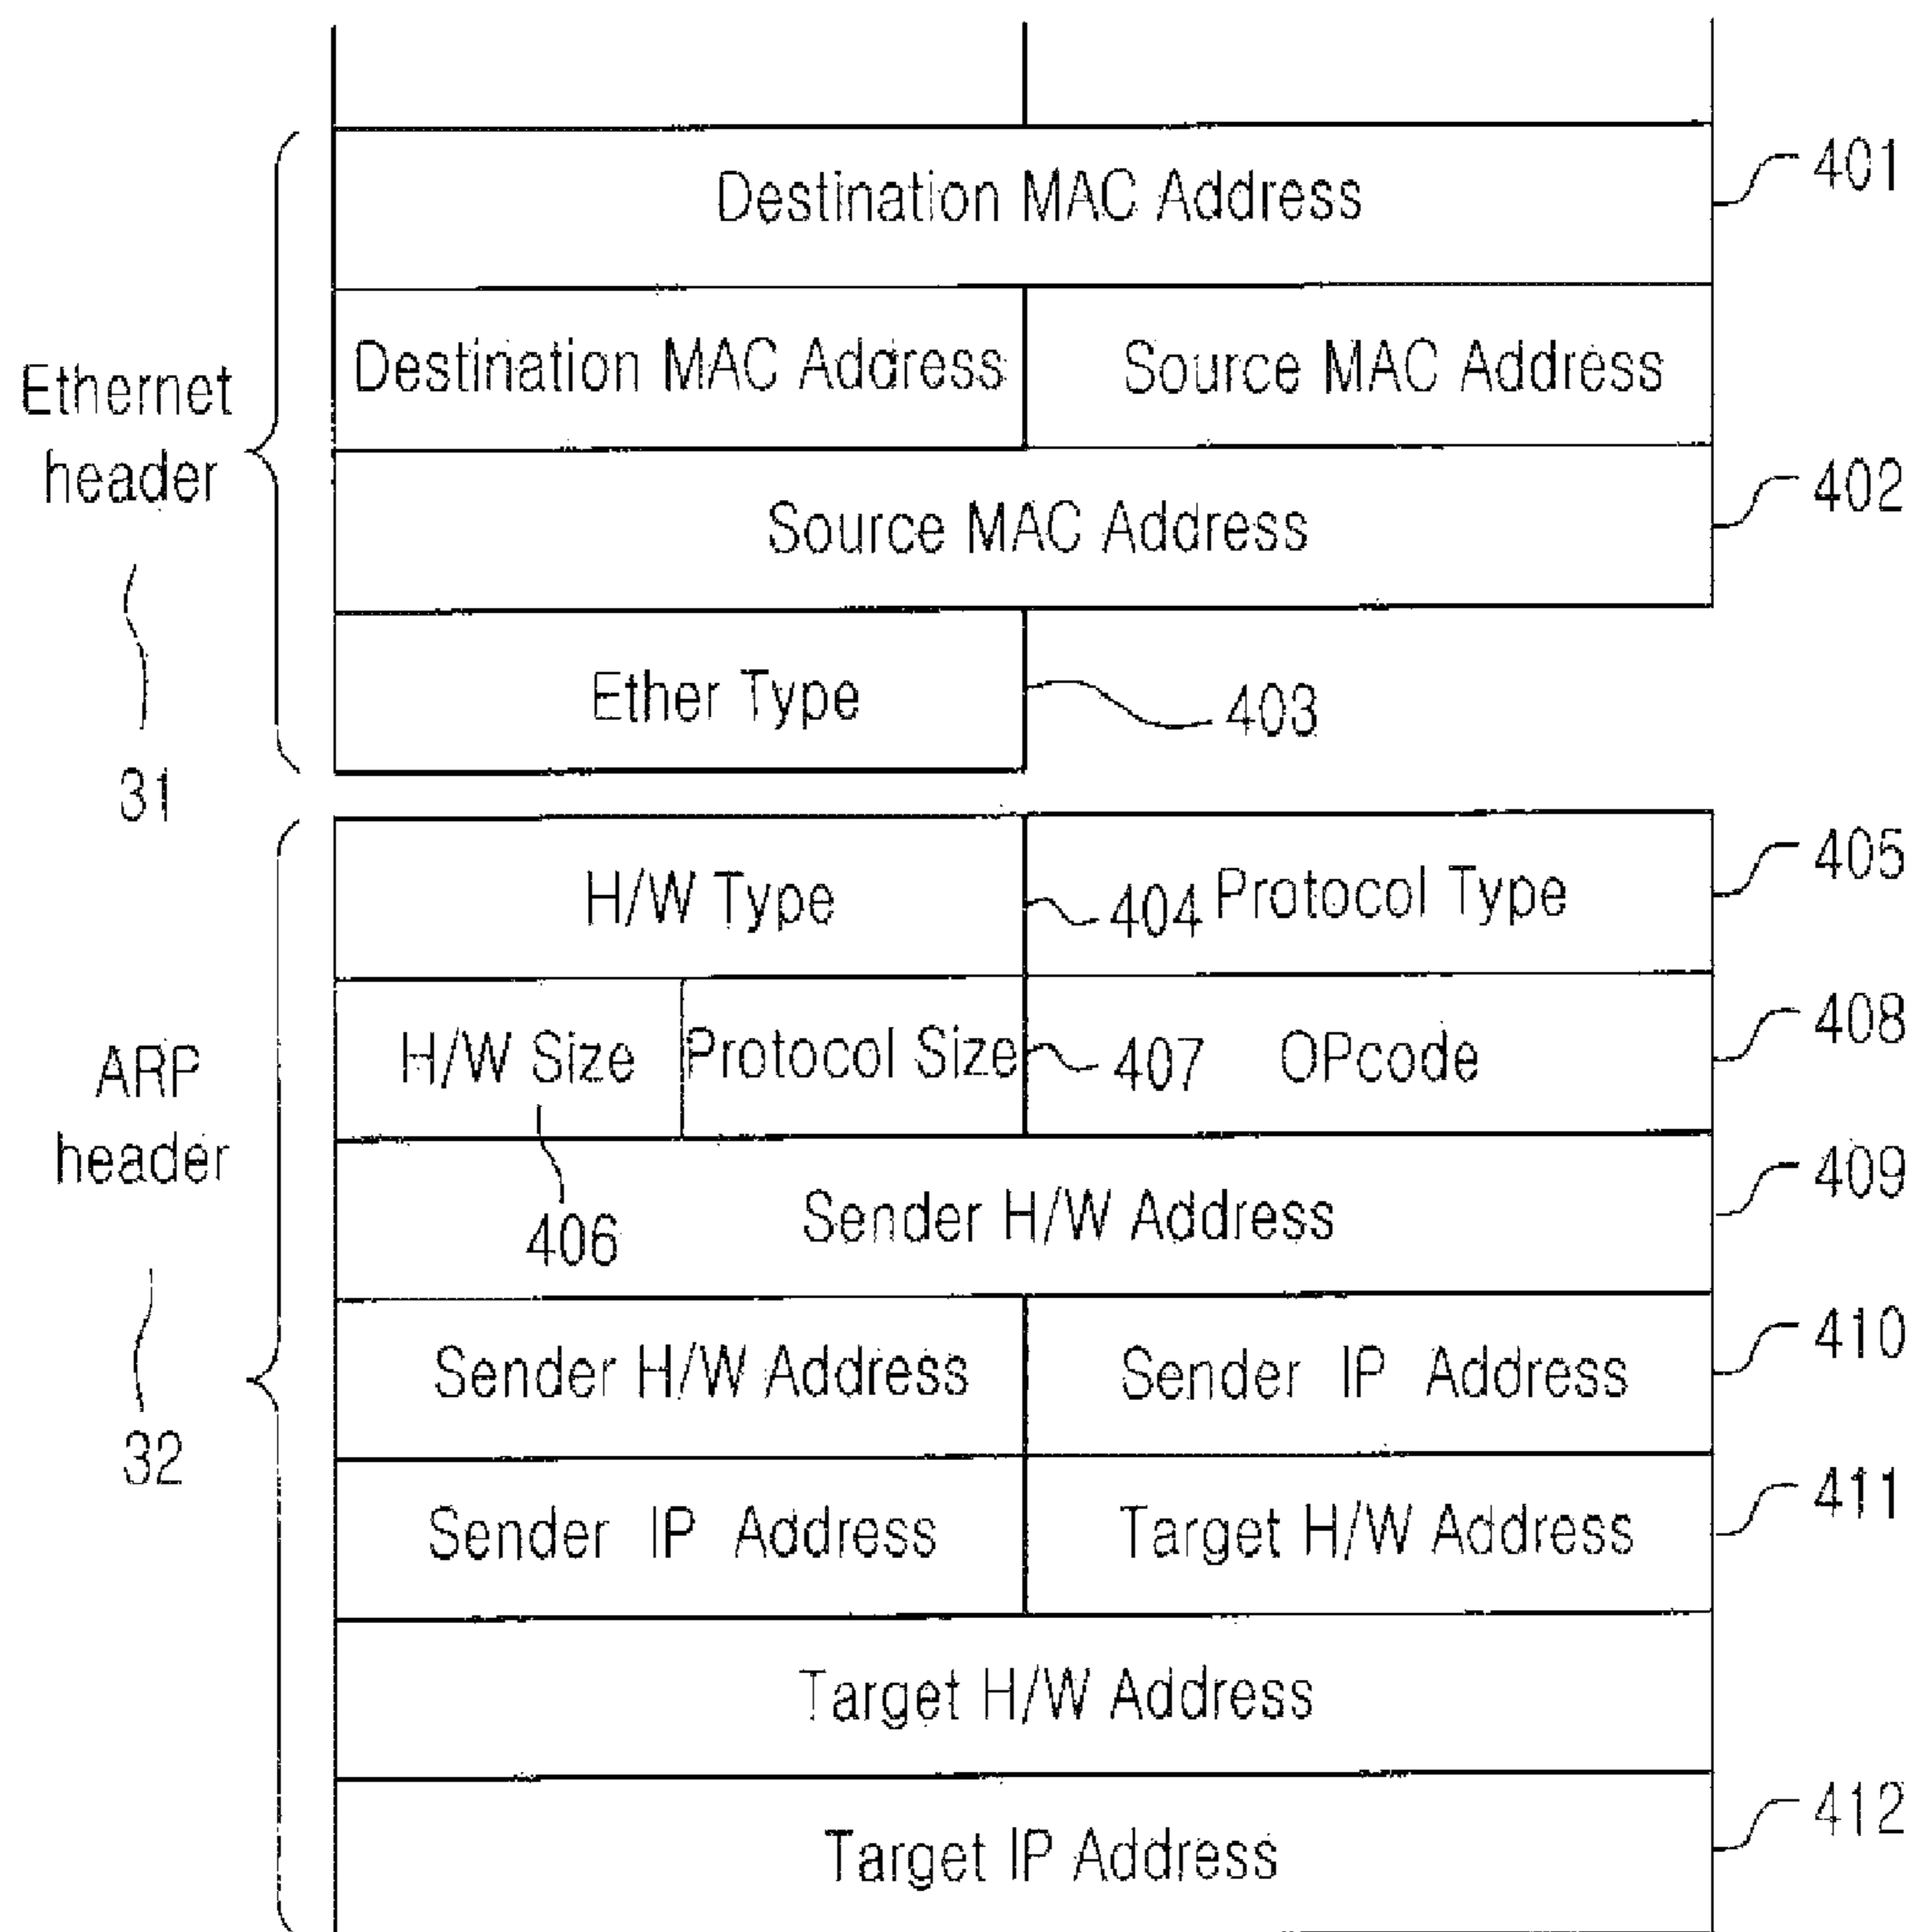 Destination MAC Address
401
Destination MAC Address
Source MAC Address
Ethernet
header
31
Source MAC Address
402
Ether Type
403
H/W Type
404
Protocol Type
405
H/W Size
406
Protocol Size
407
OPcode
408
ARP
header
32
Sender H/W Address
409
Sender H/W Address
Sender IP Address
410
Sender IP Address
Target H/W Address
411
Target H/W Address
Target IP Address
412